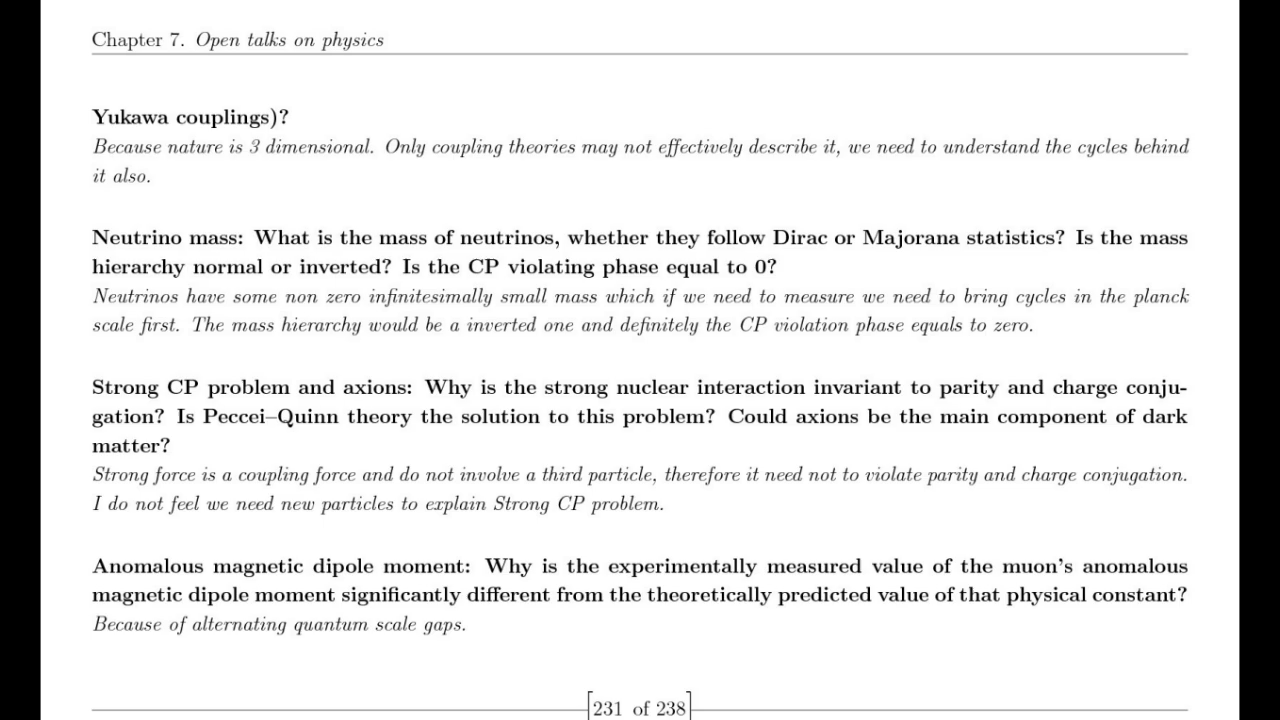 Chapter 7. Open talks on physics
Yukawa couplings)?
Because nature is 3 dimensional. Only coupling theories may not effectively describe it, we need to understand the cycles behind
it also.
Neutrino mass: What is the mass of neutrinos, whether they follow Dirac or Majorana statistics? Is the mass
hierarchy normal or inverted? Is the CP violating phase equal to 0?
Neutrinos have some non zero infinitesimally small mass which if we need to measure we need to bring cycles in the planck
scale first. The mass hierarchy would be a inverted one and definitely the CP violation phase equals to zero.
Strong CP problem and axions: Why is the strong nuclear interaction invariant to parity and charge conju-
gation? Is Peccei–Quinn theory the solution to this problem? Could axions be the main component of dark
matter?
Strong force is a coupling force and do not involve a third particle, therefore it need not to violate parity and charge conjugation.
I do not feel we need new particles to explain Strong CP problem.
Anomalous magnetic dipole moment: Why is the experimentally measured value of the muon's anomalous
magnetic dipole moment significantly different from the theoretically predicted value of that physical constant?
Because of alternating quantum scale gaps.
[231 of 238]